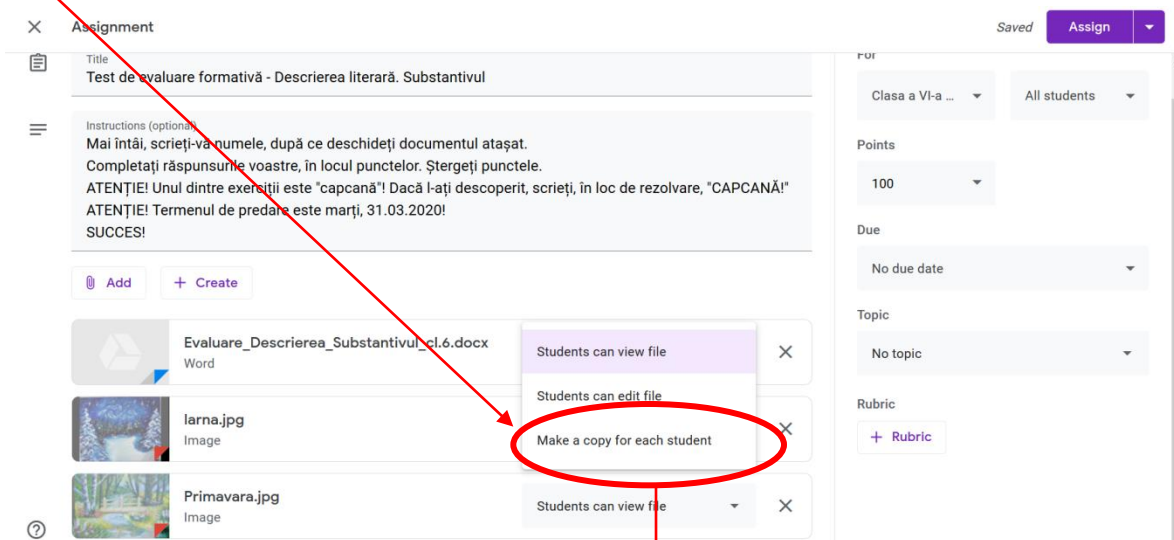 Assignment
Saved
Assign
Title
Test de evaluare formativă - Descrierea literară. Substantivul
Instructions (optional)
Mai întâi, scrieți-vă numele, după ce deschideți documentul atașat.
Completați răspunsurile voastre, în locul punctelor. Ștergeți punctele.
ATENȚIE! Unul dintre exerciții este "capcană"! Dacă l-ați descoperit, scrieți, în loc de rezolvare, "CAPCANĂ!"
ATENȚIE! Termenul de predare este marți, 31.03.2020!
SUCCES!
Add
+ Create
Evaluare_Descrierea_Substantivul_cl.6.docx
Word
Iarna.jpg
Image
Primavara.jpg
Image
Students can view file
Students can edit file
Make a copy for each student
Students can view file
For
Clasa a VI-a ...
All students
Points
100
Due
No due date
Topic
No topic
Rubric
+ Rubric